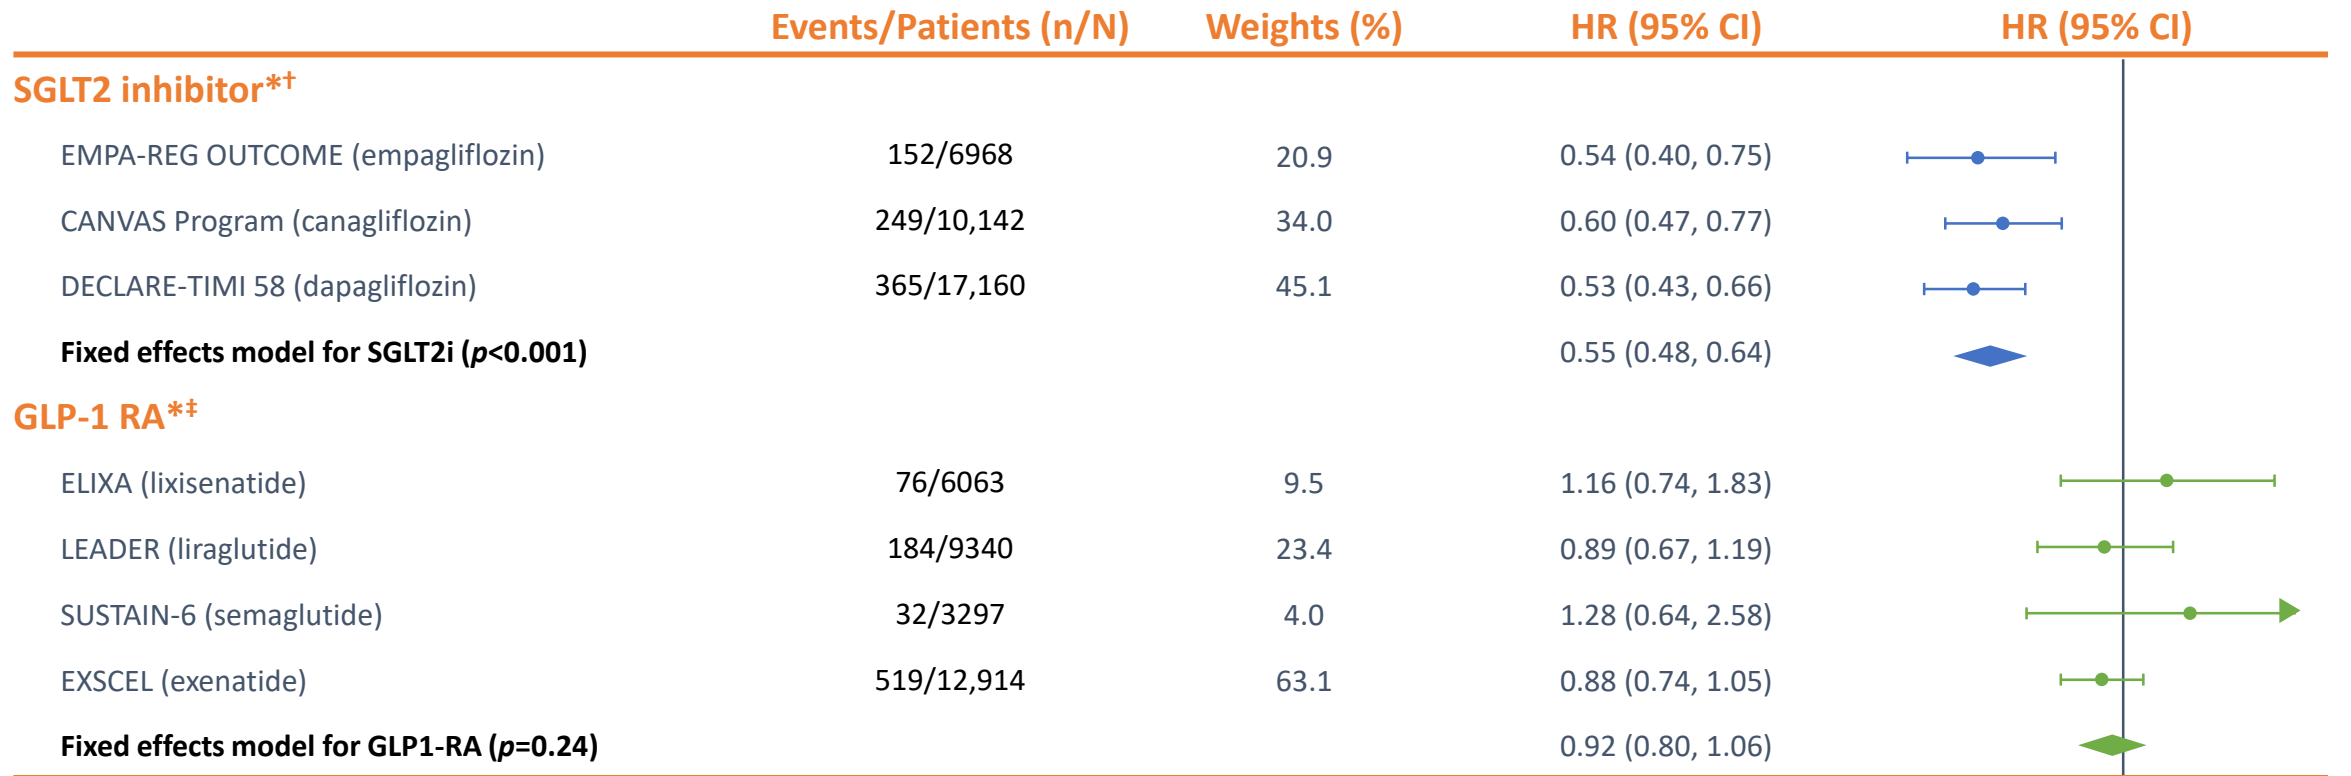 Events/Patients (n/N) Weights (%) HR (95% CI) HR (95% CI)
SGLT2 inhibitor*†
EMPA-REG OUTCOME (empagliflozin) 152/6968 20.9 0.54 (0.40, 0.75)
CANVAS Program (canagliflozin) 249/10,142 34.0 0.60 (0.47, 0.77)
DECLARE-TIMI 58 (dapagliflozin) 365/17,160 45.1 0.53 (0.43, 0.66)
Fixed effects model for SGLT2i (p<0.001) 0.55 (0.48, 0.64)
GLP-1 RA*‡
ELIXA (lixisenatide) 76/6063 9.5 1.16 (0.74, 1.83)
LEADER (liraglutide) 184/9340 23.4 0.89 (0.67, 1.19)
SUSTAIN-6 (semaglutide) 32/3297 4.0 1.28 (0.64, 2.58)
EXSCEL (exenatide) 519/12,914 63.1 0.88 (0.74, 1.05)
Fixed effects model for GLP1-RA (p=0.24) 0.92 (0.80, 1.06)